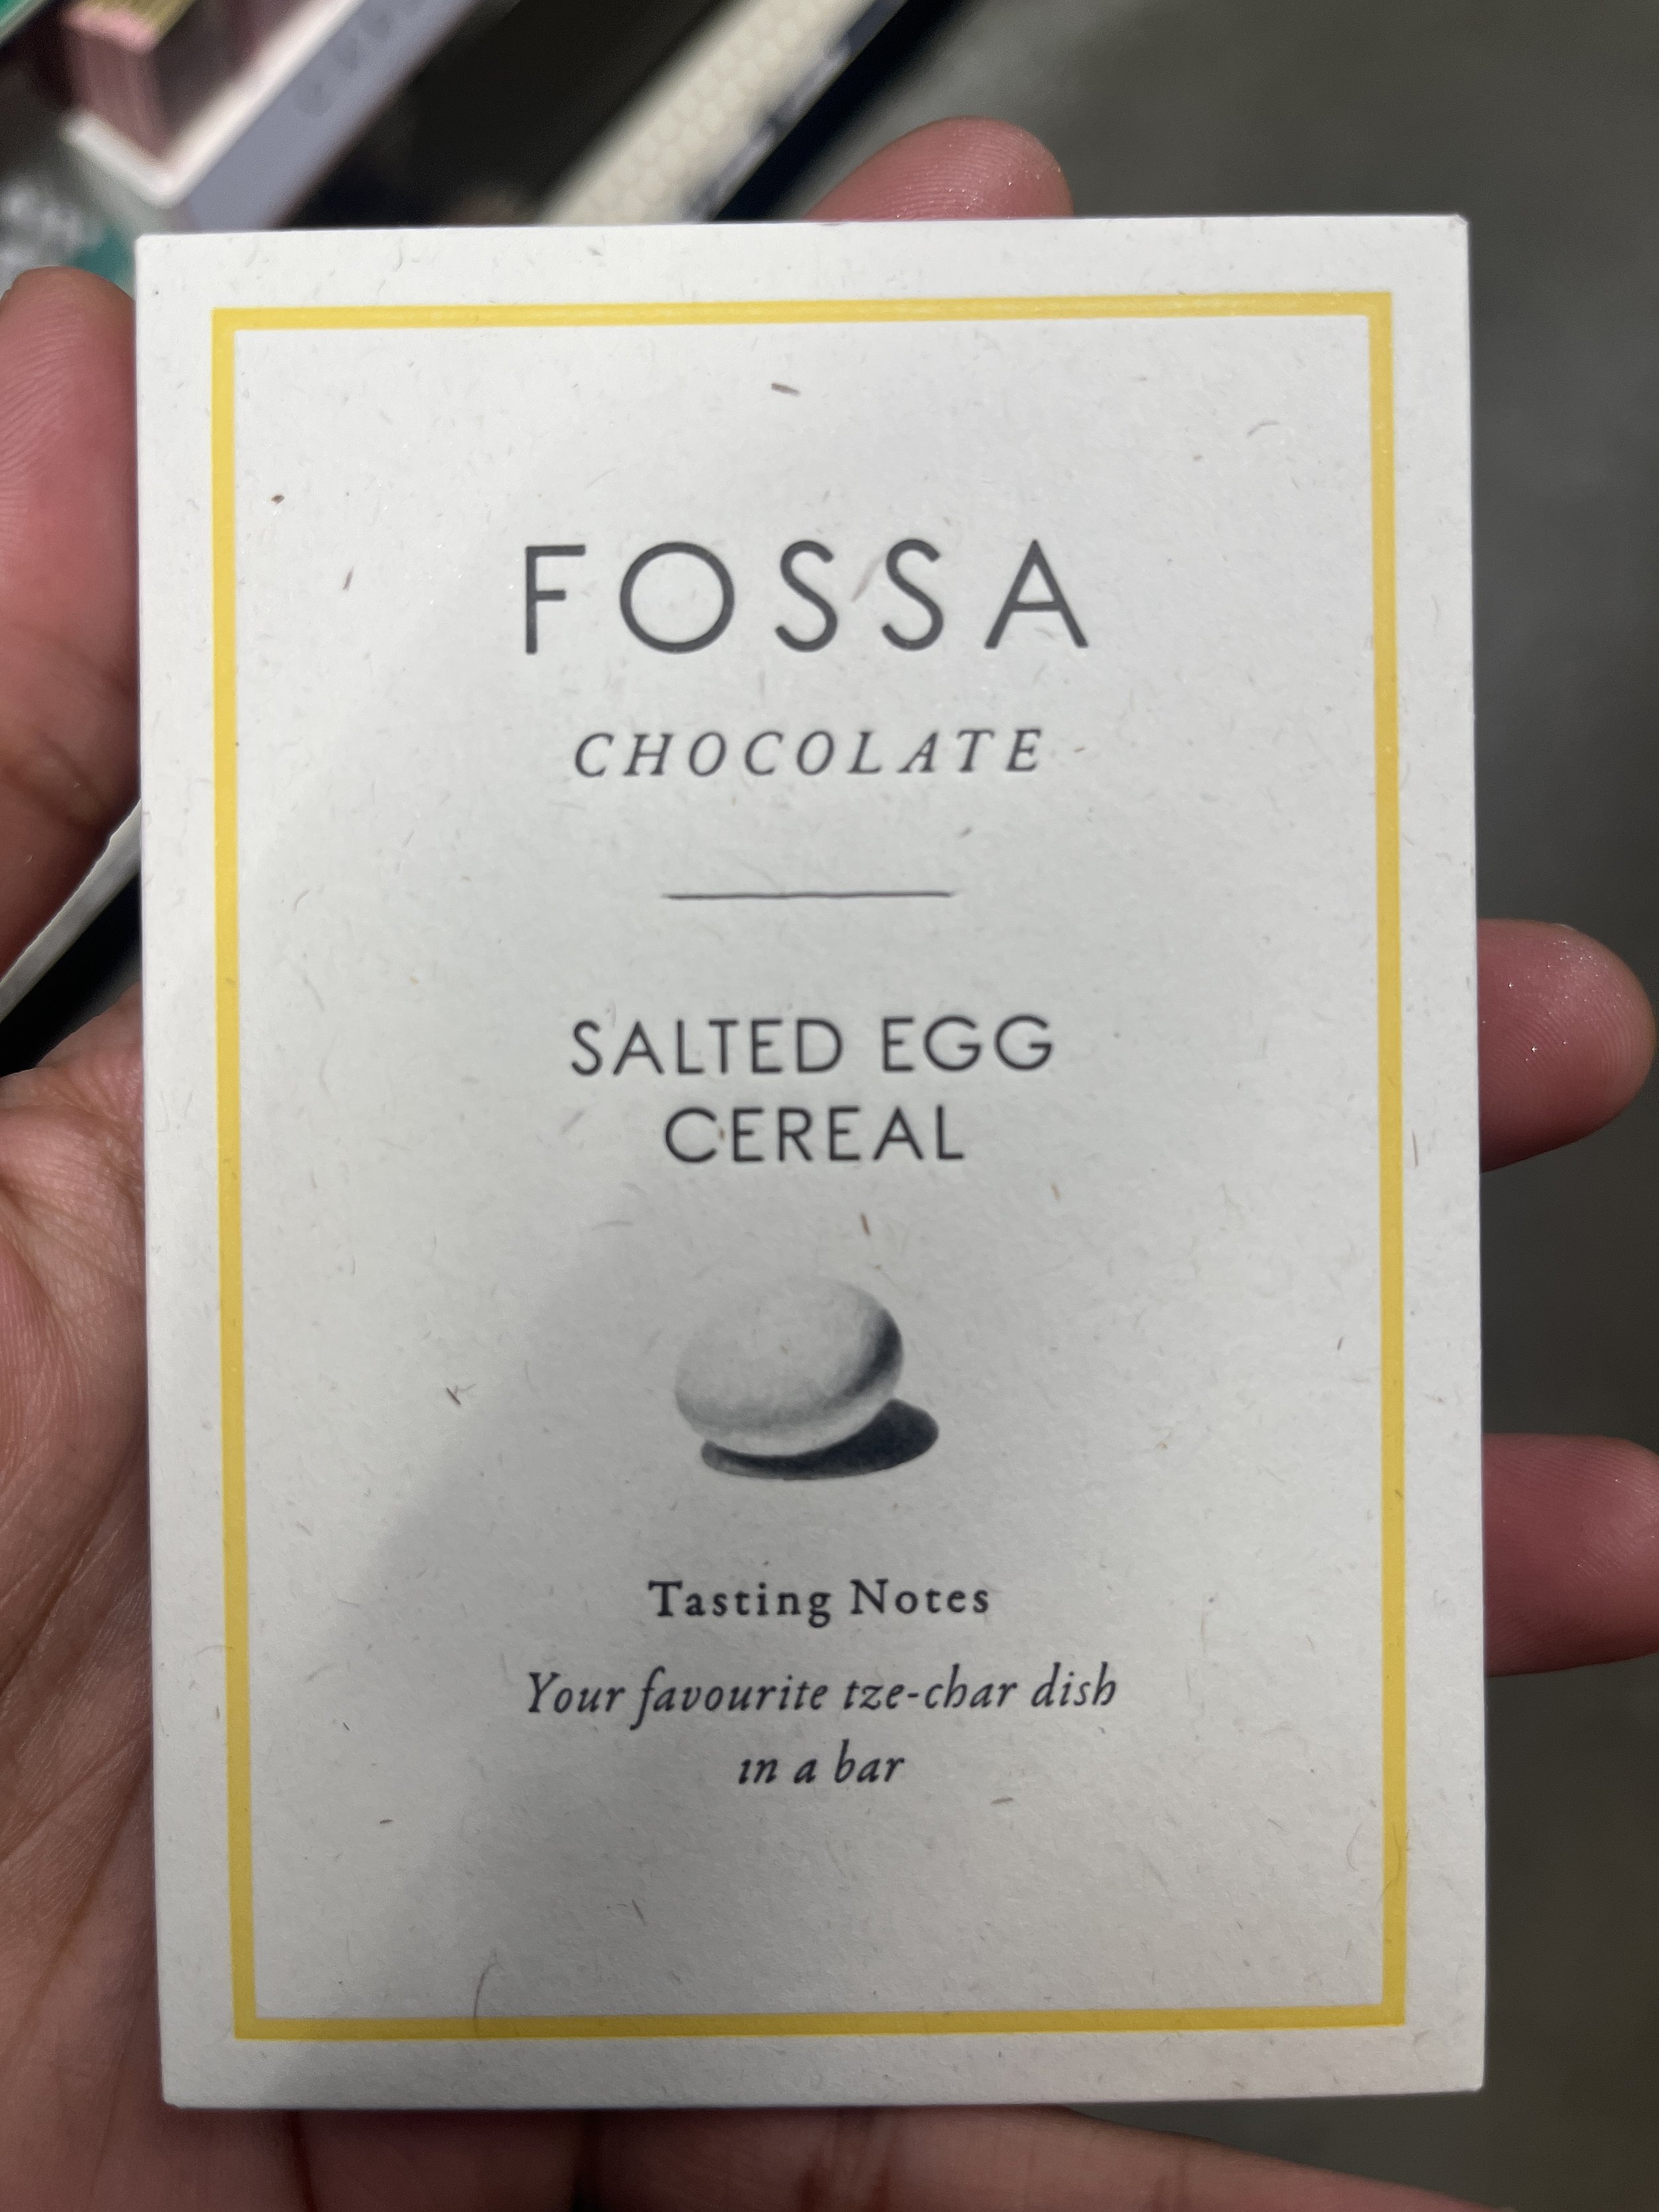 FOSSA
CHOCOLATE
SALTED EGG
CEREAL
Tasting Notes
Your favourite tze-char dish
in a bar